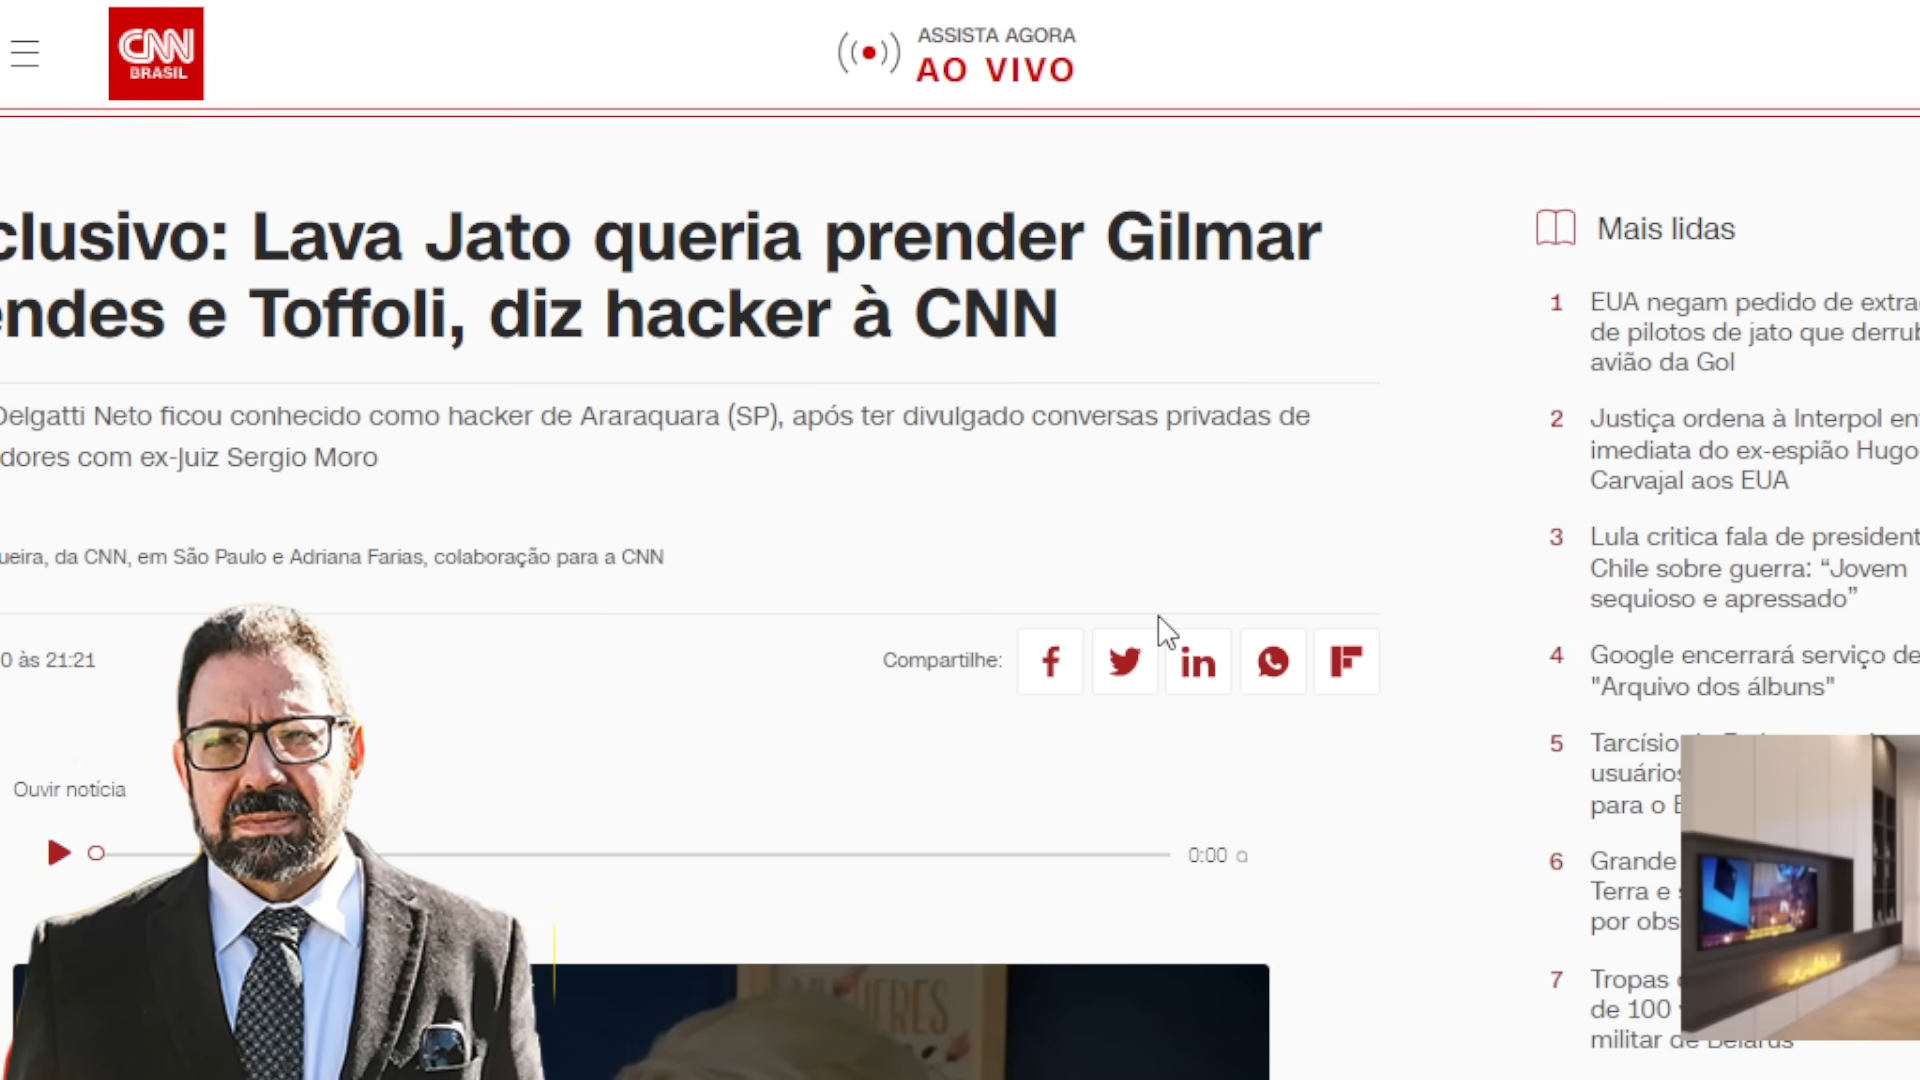 CNN
BRASIL
ASSISTA AGORA
AO VIVO
clusivo: Lava Jato queria prender Gilmar
endes e Toffoli, diz hacker à CNN
Delgatti Neto ficou conhecido como hacker de Araraquara (SP), após ter divulgado conversas privadas de
dores com ex-juiz Sergio Moro
ueira, da CNN, em São Paulo e Adriana Farias, colaboração para a CNN
0 às 21:21
Compartilhe:
Ouvir notícia
0:00
Mais lidas
1 EUA negam pedido de extra
de pilotos de jato que derrub
avião da Gol
2 Justiça ordena à Interpol en
imediata do ex-espião Hugo
Carvajal aos EUA
3 Lula critica fala de president
Chile sobre guerra: “Jovem
sequioso e apressado”
4 Google encerrará serviço de
"Arquivo dos álbuns"
5 Tarcísio
usuários
para o
6 Grande
Terra e
por obs
7 Tropas
de 100
militar de Belarus